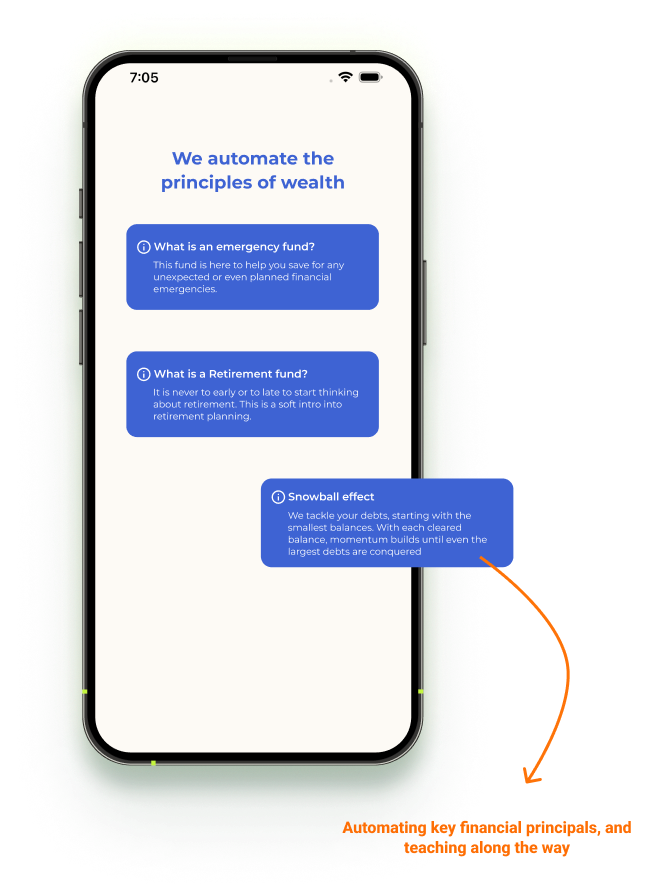 7:05
We automate the
principles of wealth
What is an emergency fund?
This fund is here to help you save for any
unexpected or even planned financial
emergencies.
What is a Retirement fund?
It is never to early or to late to start thinking
about retirement. This is a soft intro into
retirement planning.
Snowball effect
We tackle your debts, starting with the
smallest balances. With each cleared
balance, momentum builds until even the
largest debts are conquered
Automating key financial principals, and
teaching along the way